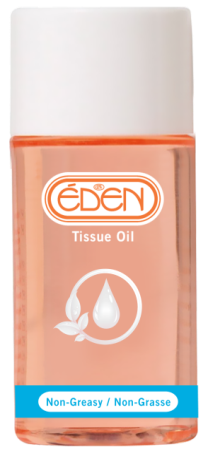 ÉDEN®
Tissue Oil
Non-Greasy / Non-Grasse